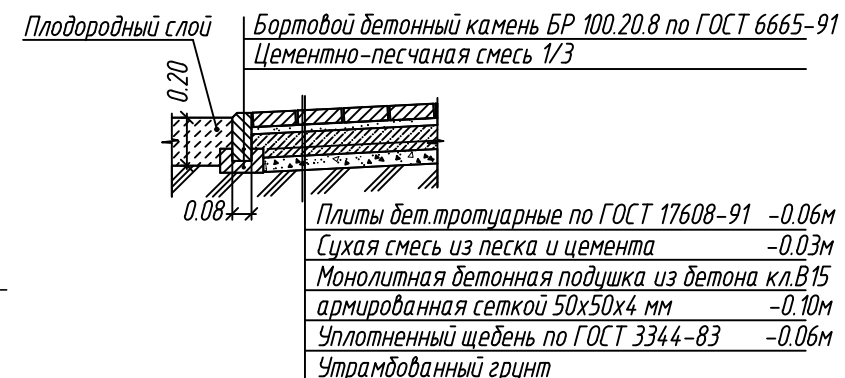 Плодородный слой
Бортовой бетонный камень БР 100.20.8 по ГОСТ 6665-91
Цементно-песчаная смесь 1/3
0.20
0.08
Плиты бет.тротуарные по ГОСТ 17608-91 -0.06м
Сухая смесь из песка и цемента -0.03м
Монолитная бетонная подушка из бетона кл.В15
армированная сеткой 50х50х4 мм -0.10м
Уплотненный щебень по ГОСТ 3344-83 -0.06м
Утрамбованный грунт